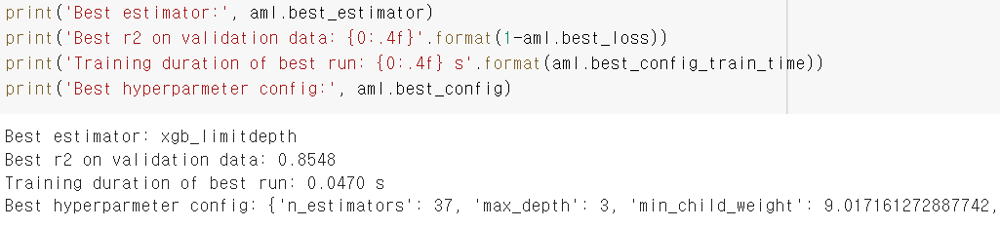 print('Best estimator:', aml.best_estimator)
print('Best r2 on validation data: {0:.4f}'.format(1-aml.best_loss))
print('Training duration of best run: {0:.4f} s'.format(aml.best_config_train_time))
print('Best hyperparmeter config:', aml.best_config)
Best estimator: xgb_limitdepth
Best r2 on validation data: 0.8548
Training duration of best run: 0.0470 s
Best hyperparmeter config: {'n_estimators': 37, 'max_depth': 3, 'min_child_weight': 9.017161272887742,